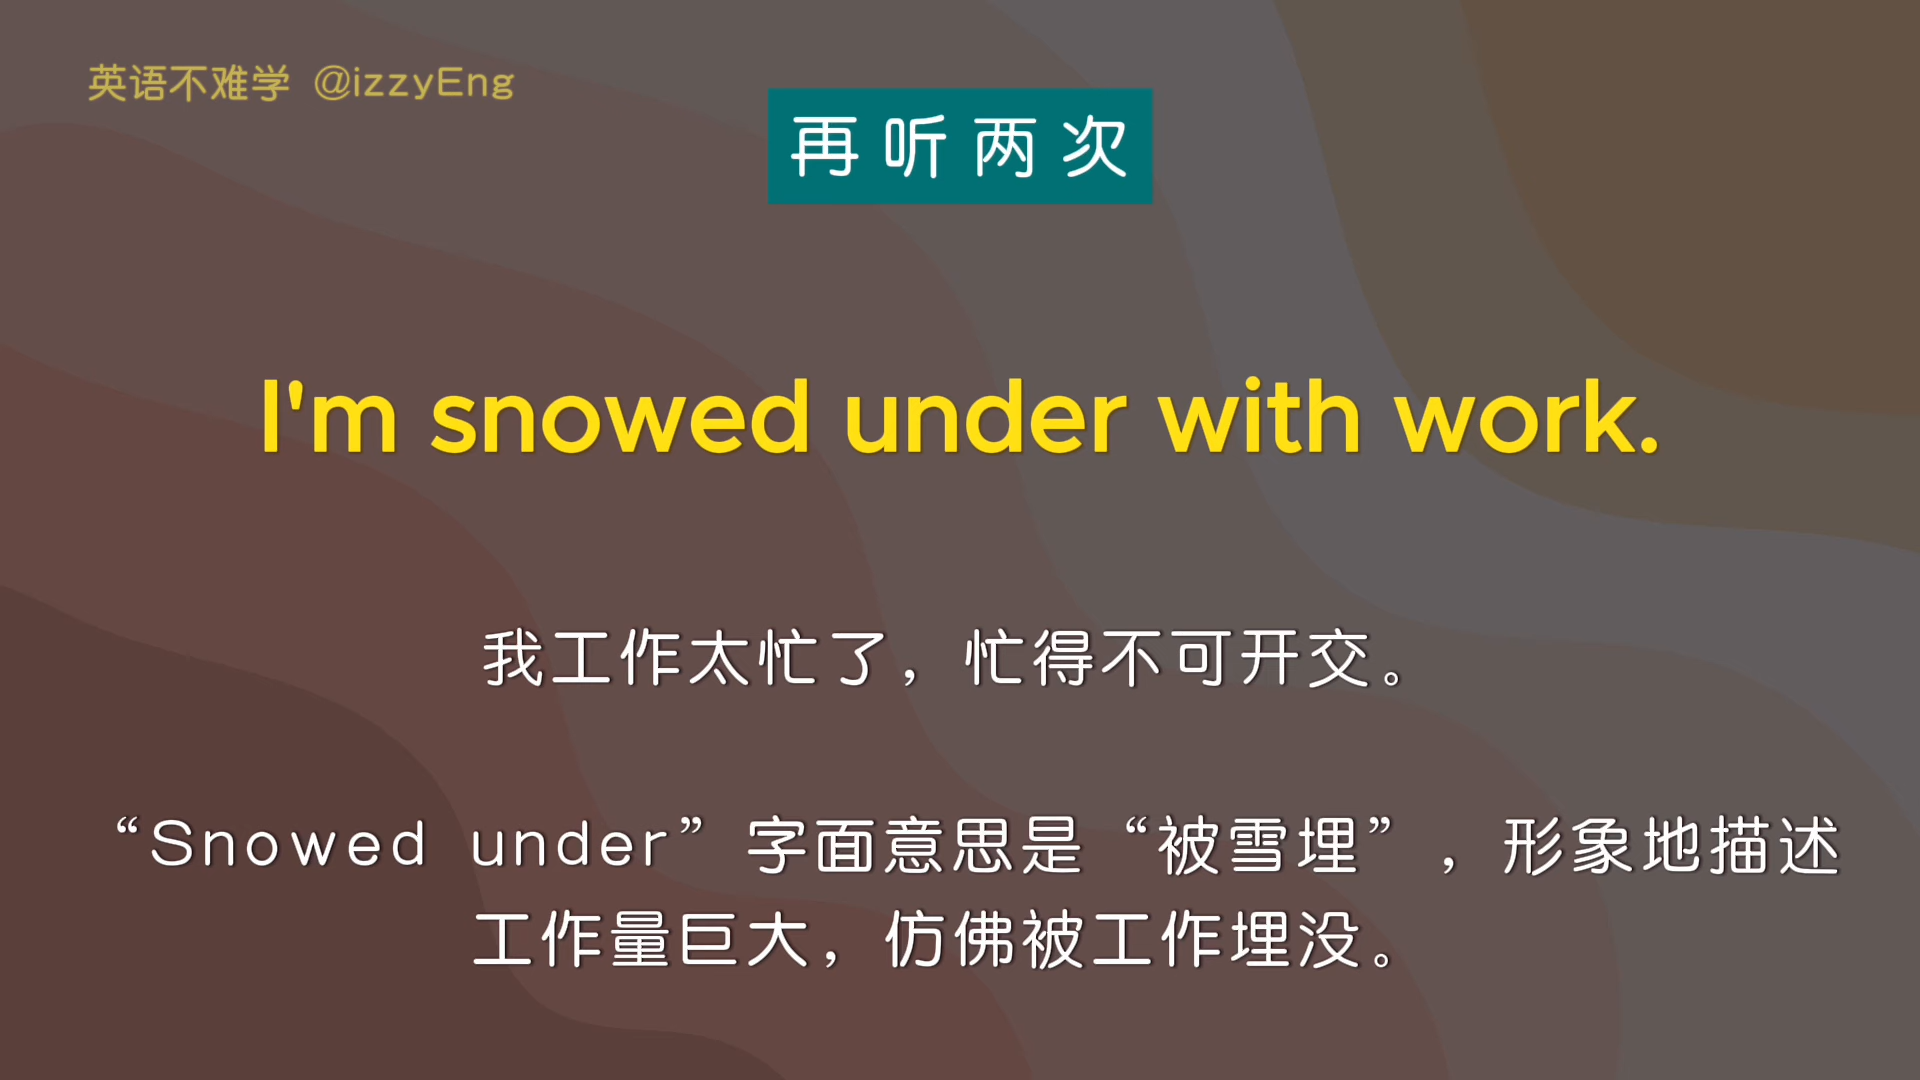 英语不难学 @izzyEng
再听两次
I'm snowed under with work.
我工作太忙了，忙得不可开交。
“Snowed under”字面意思是“被雪埋”，形象地描述
工作量巨大，仿佛被工作埋没。